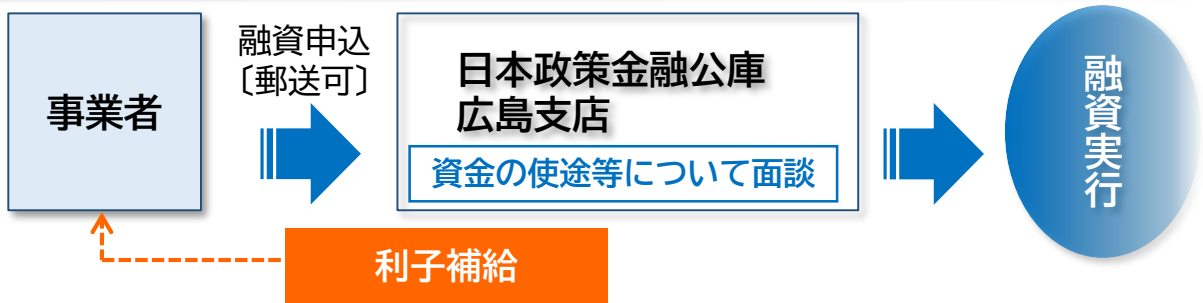 事業者
融資申込
〔郵送可〕
日本政策金融公庫
広島支店
資金の使途等について面談
融資実行
利子補給